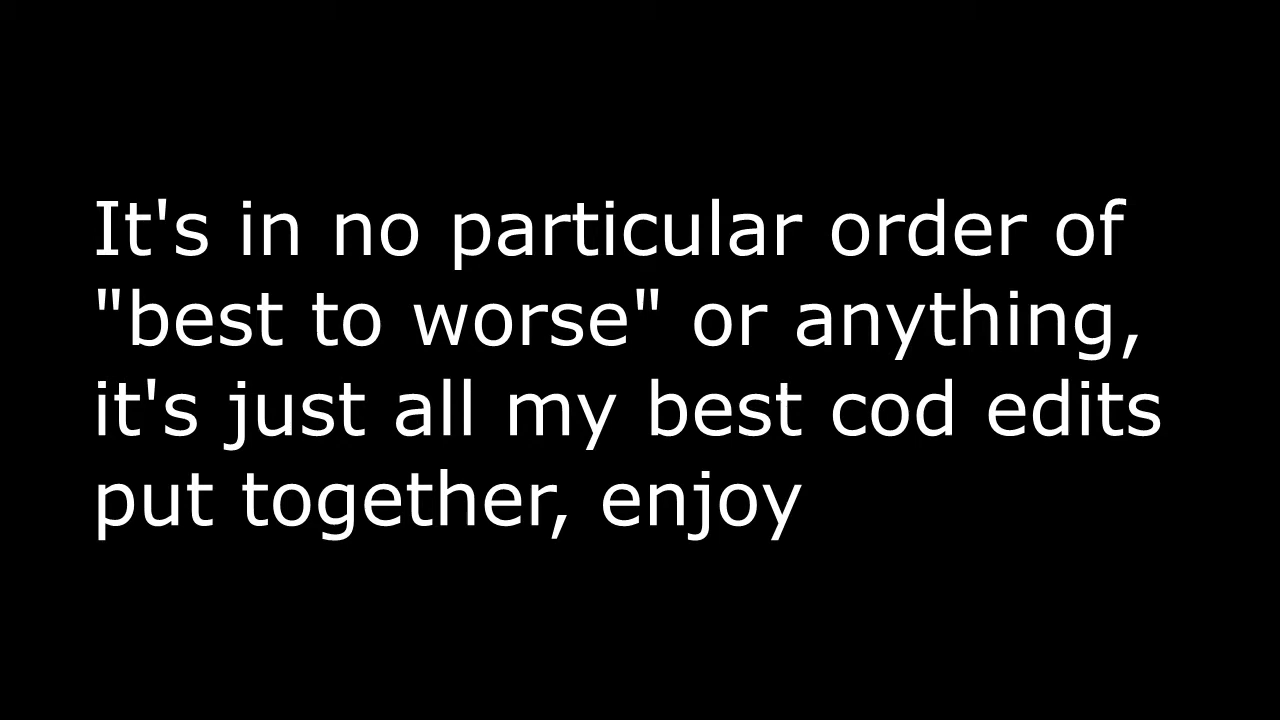 It's in no particular order of
"best to worse" or anything,
it's just all my best cod edits
put together, enjoy